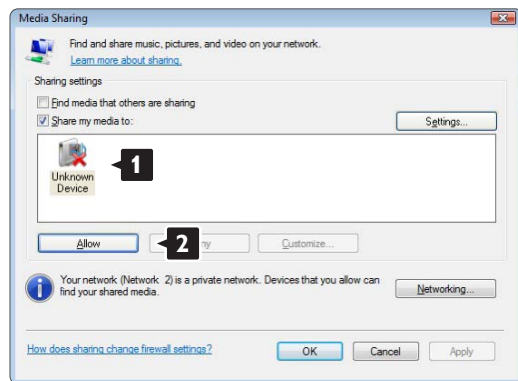 Media Sharing
Find and share music, pictures, and video on your network.
Learn more about sharing.
Sharing settings
Find media that others are sharing
Share my media to:
Settings...
Unknown
Device
1
Allow
2
Customize...
Your network (Network 2) is a private network. Devices that you allow can
find your shared media.
Networking...
How does sharing change firewall settings?
OK
Cancel
Apply